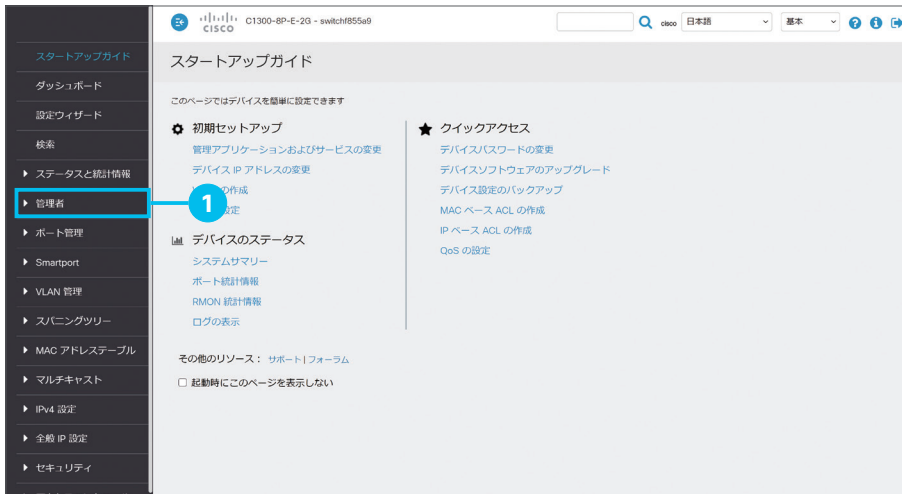 CISCO
C1300-8P-E-2G - switchf855a9
cisco
日本語
基本
スタートアップガイド
ダッシュボード
設定ウィザード
検索
ステータスと統計情報
管理者
ポート管理
Smartport
VLAN 管理
スパニングツリー
MAC アドレステーブル
マルチキャスト
IPv4 設定
全般 IP 設定
セキュリティ
スタートアップガイド
このページではデバイスを簡単に設定できます
初期セットアップ
管理アプリケーションおよびサービスの変更
デバイス IP アドレスの変更
の作成
設定
1
デバイスのステータス
システムサマリー
ポート統計情報
RMON 統計情報
ログの表示
クイックアクセス
デバイスパスワードの変更
デバイスソフトウェアのアップグレード
デバイス設定のバックアップ
MAC ベース ACL の作成
IP ベース ACL の作成
QoS の設定
その他のリソース： サポート | フォーラム
起動時にこのページを表示しない